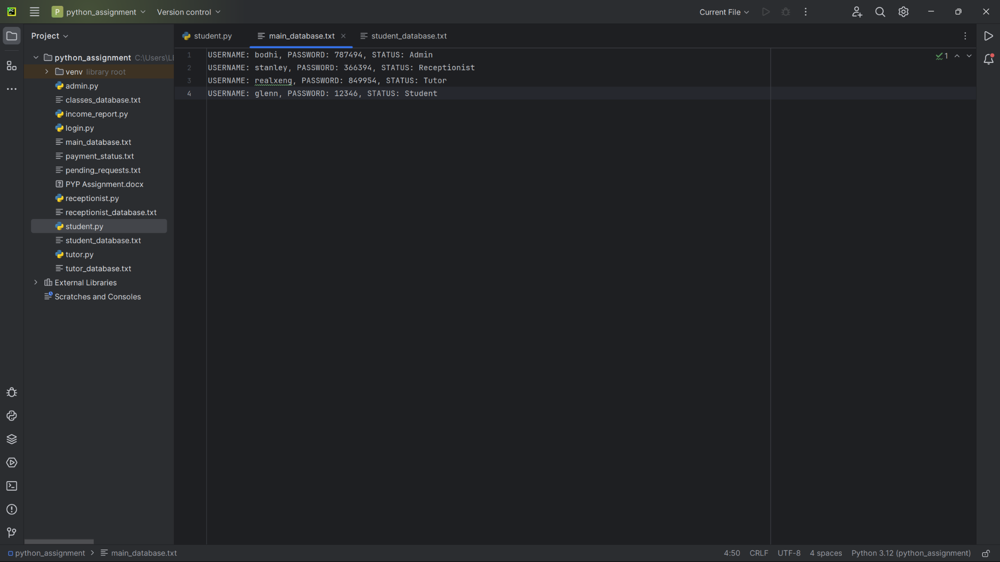 PC
P python_assignment
Version control
Current File
Project
student.py
main_database.txt
student_database.txt
python_assignment C:\Users\LE
venv library root
admin.py
classes_database.txt
income_report.py
login.py
main_database.txt
payment_status.txt
pending_requests.txt
PYP Assignment.docx
receptionist.py
receptionist_database.txt
student.py
student_database.txt
tutor.py
tutor_database.txt
External Libraries
Scratches and Consoles
1 USERNAME: bodhi, PASSWORD: 787494, STATUS: Admin
2 USERNAME: stanley, PASSWORD: 366394, STATUS: Receptionist
3 USERNAME: realxeng, PASSWORD: 849954, STATUS: Tutor
4 USERNAME: glenn, PASSWORD: 12346, STATUS: Student
1
python_assignment > main_database.txt
4:50 CRLF UTF-8 4 spaces Python 3.12 (python_assignment)